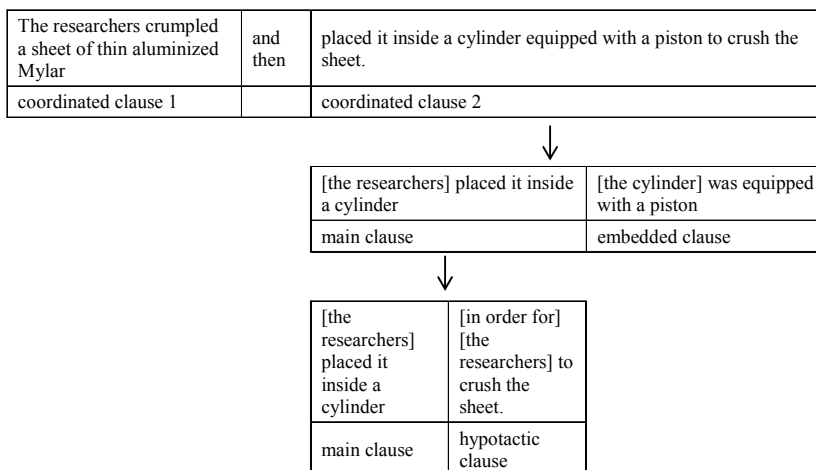 The researchers crumpled
a sheet of thin aluminized
Mylar
and
then
placed it inside a cylinder equipped with a piston to crush the
sheet.
coordinated clause 1
coordinated clause 2
[the researchers] placed it inside
a cylinder
[the cylinder] was equipped
with a piston
main clause
embedded clause
[the
researchers]
placed it
inside a
cylinder
[in order for]
[the
researchers] to
crush the
sheet.
main clause
hypotactic
clause